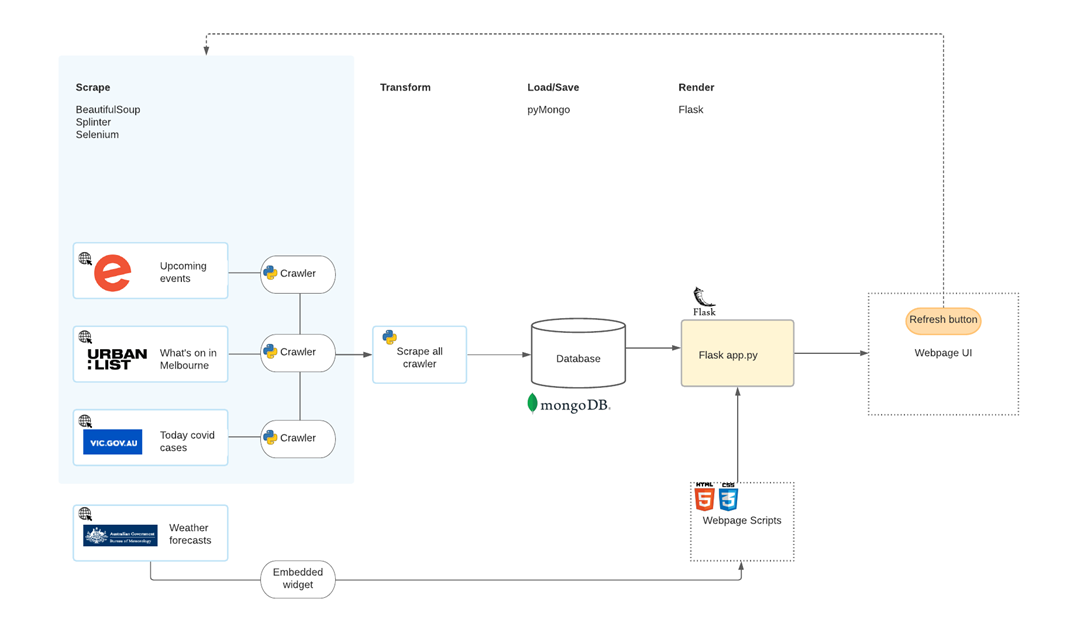 Scrape
BeautifulSoup
Splinter
Selenium
Transform
Load/Save
pyMongo
Render
Flask
e
Upcoming
events
Crawler
URBAN
:LIST
What's on in
Melbourne
Crawler
VIC.GOV.AU
Today covid
cases
Crawler
Scrape all
crawler
Database
mongoDB.
Flask
Flask app.py
Refresh button
Webpage UI
HTML
5
CSS
3
Webpage Scripts
Australian Government
Bureau of Meteorology
Weather
forecasts
Embedded
widget